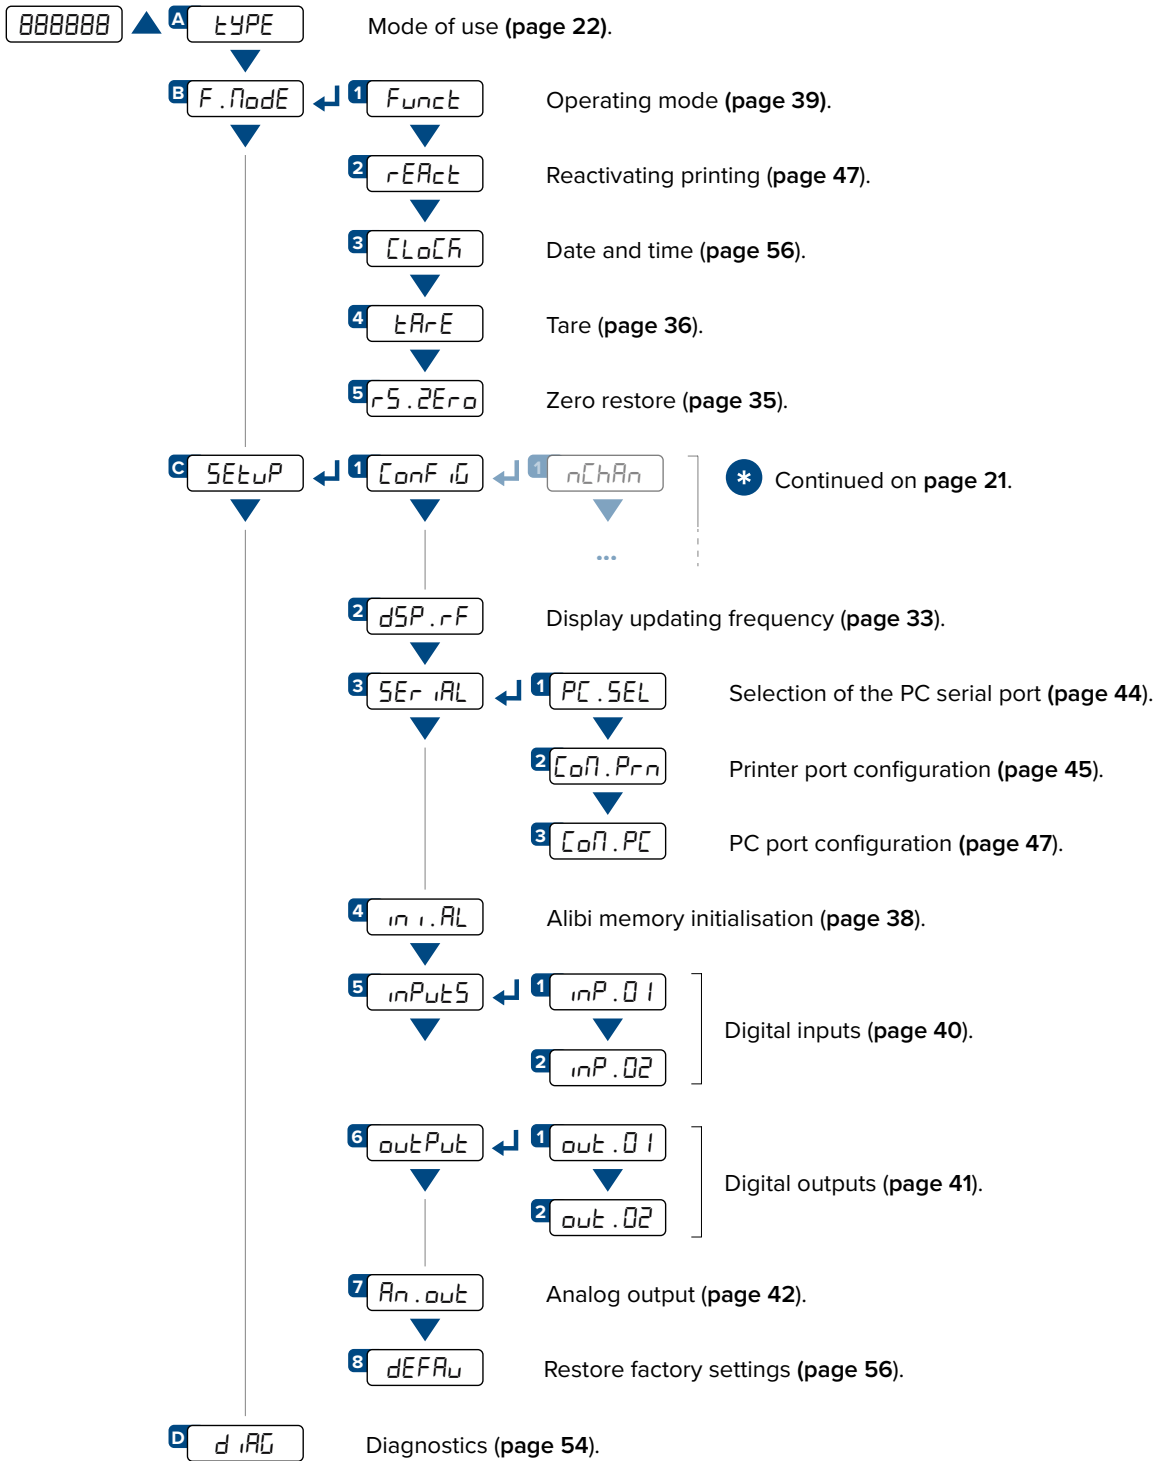 888888 A tYPE Mode of use (page 22).
B F.ModE 1 Funct Operating mode (page 39).
2 rEAct Reactivating printing (page 47).
3 CLoCK Date and time (page 56).
4 tArE Tare (page 36).
5 rS.ZEro Zero restore (page 35).
C SEtuP 1 ConFiG 1 nChAn * Continued on page 21.
...
2 dSP.rF Display updating frequency (page 33).
3 SEriAL 1 PC.SEL Selection of the PC serial port (page 44).
2 CoM.Prn Printer port configuration (page 45).
3 CoM.PC PC port configuration (page 47).
4 ini.AL Alibi memory initialisation (page 38).
5 inPutS 1 inP.01
Digital inputs (page 40).
2 inP.02
6 outPut 1 out.01
Digital outputs (page 41).
2 out.02
7 An.out Analog output (page 42).
8 dEFAu Restore factory settings (page 56).
D diAG Diagnostics (page 54).